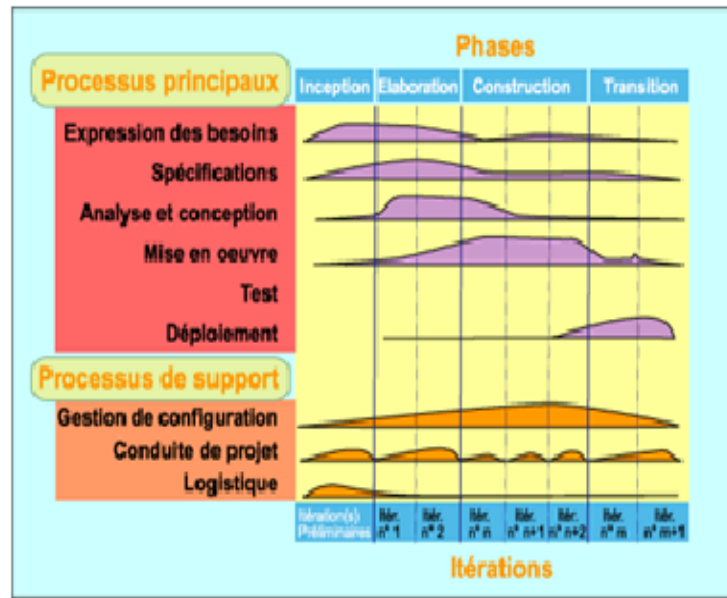 Phases
Processus principaux
Inception Elaboration Construction Transition
Expression des besoins
Spécifications
Analyse et conception
Mise en oeuvre
Test
Déploiement
Processus de support
Gestion de configuration
Conduite de projet
Logistique
Itération(s) Itér. Itér. Itér. Itér. Itér. Itér. Itér.
Préliminaires n° 1 n° 2 n° n n° n+1 n° n+2 n° m n° m+1
Itérations